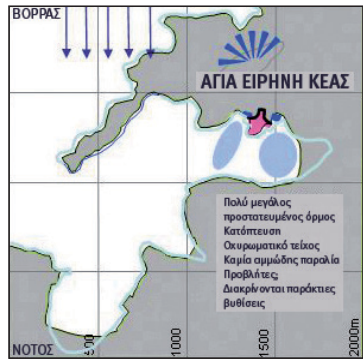 ΒΟΡΡΑΣ
ΑΓΙΑ ΕΙΡΗΝΗ ΚΕΑΣ
Πολύ μεγάλος
προστατευμένος όρμος
Κατόπτευση
Οχυρωματικό τείχος
Καμία αμμώδης παραλία
Προβλήτες;
Διακρίνονται παράκτιες
βυθίσεις
ΝΟΤΟΣ
500
1000
1500
2000m